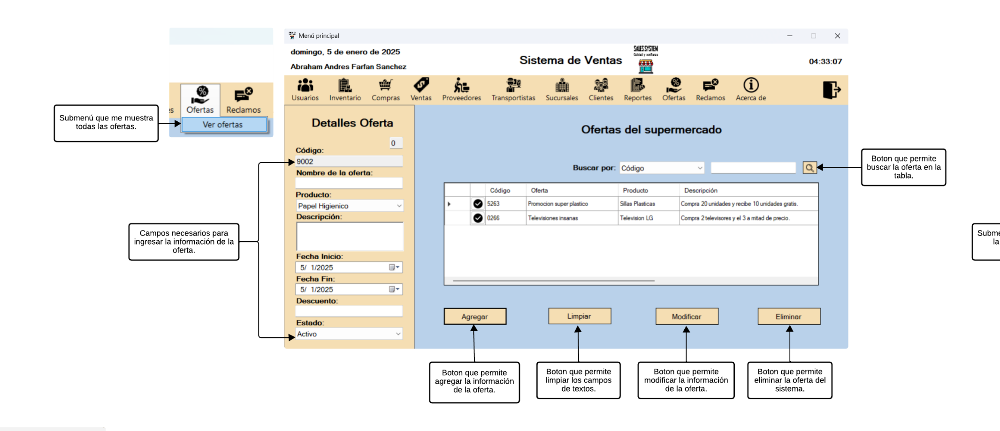 Menú principal
domingo, 5 de enero de 2025
Abraham Andres Farfan Sanchez
Sistema de Ventas
SALES SYSTEM
Calidad y confianza
04:33:07
Usuarios Inventario Compras Ventas Proveedores Transportistas Sucursales Clientes Reportes Ofertas Reclamos Acerca de
es Ofertas Reclamos
Ver ofertas
Submenú que me muestra
todas las ofertas.
Detalles Oferta
0
Código:
9002
Nombre de la oferta:
Producto:
Papel Higienico
Descripción:
Fecha Inicio:
5/ 1/2025
Fecha Fin:
5/ 1/2025
Descuento:
Estado:
Activo
Campos necesarios para
ingresar la información de la
oferta.
Ofertas del supermercado
Buscar por: Código
Boton que permite
buscar la oferta en la
tabla.
Código Oferta Producto Descripción
5263 Promocion super plastico Sillas Plasticas Compra 20 unidades y recibe 10 unidades gratis.
0266 Televisiones insanas Television LG Compra 2 televisores y el 3 a mitad de precio.
Agregar Limpiar Modificar Eliminar
Boton que permite
agregar la información
de la oferta.
Boton que permite
limpiar los campos
de textos.
Boton que permite
modificar la información
de la oferta.
Boton que permite
eliminar la oferta del
sistema.
Subme
la